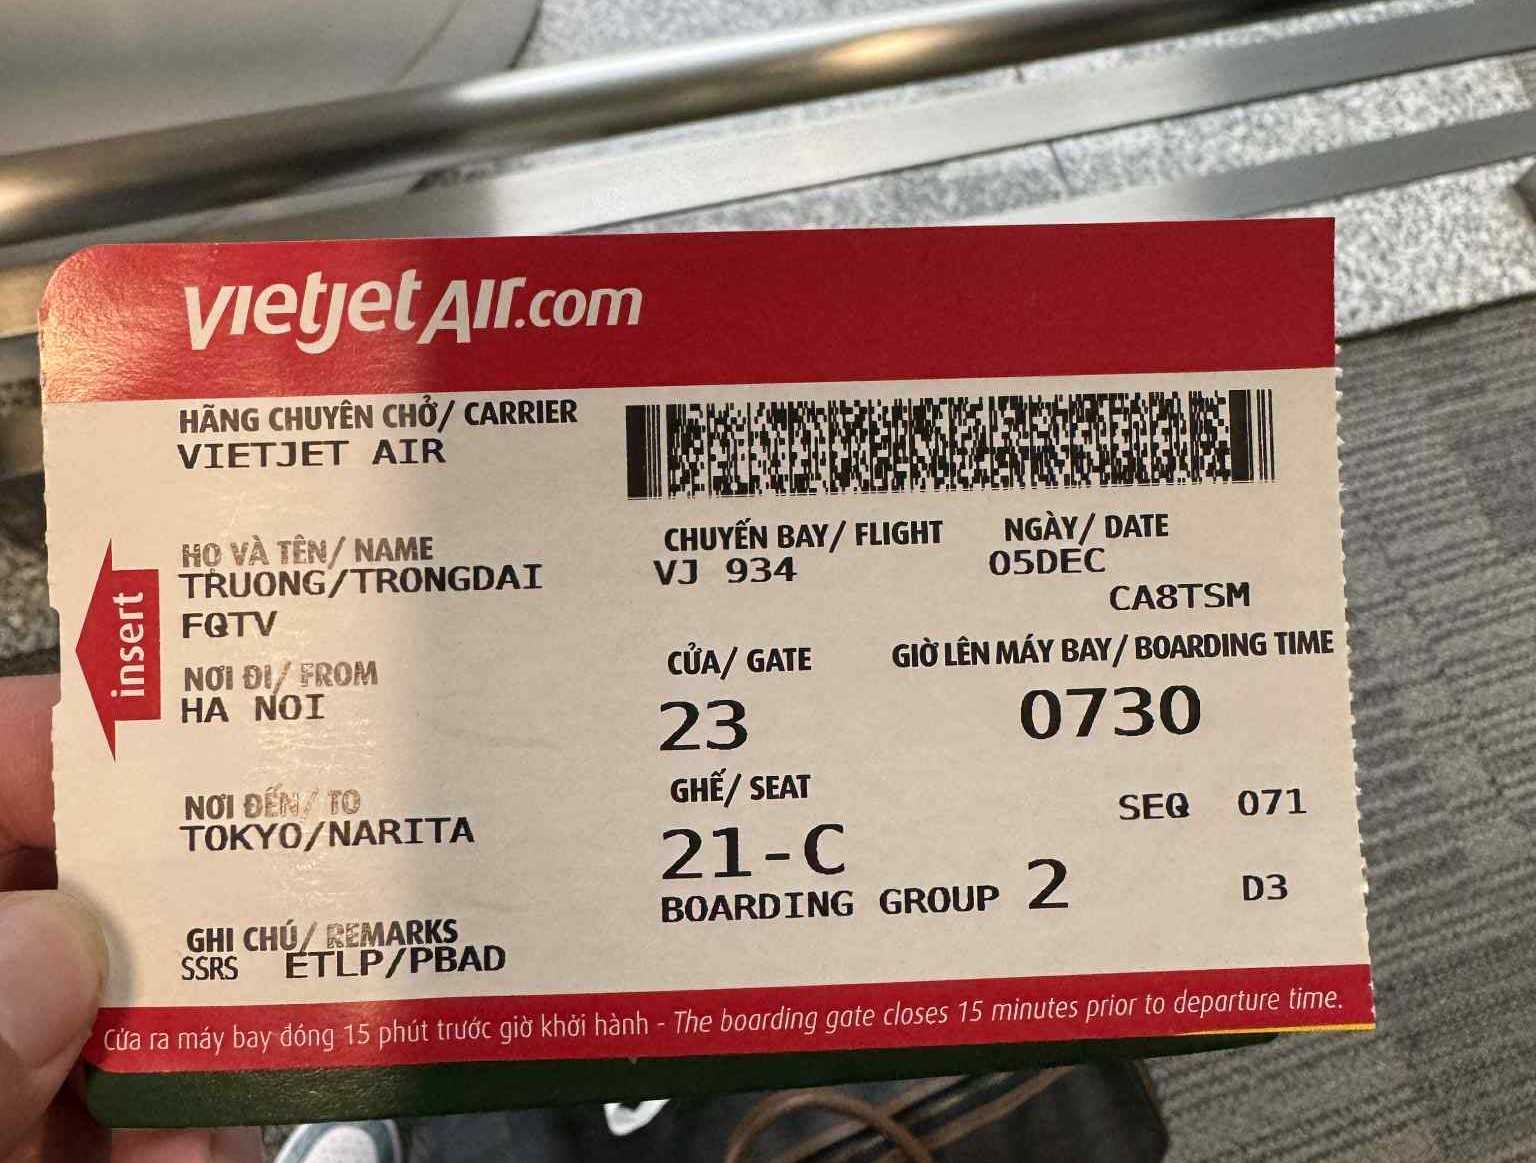 vietjetAir.com
HÃNG CHUYÊN CHỞ/ CARRIER
VIETJET AIR
HỌ VÀ TÊN/ NAME
TRUONG/TRONGDAI
FQTV
CHUYẾN BAY/ FLIGHT
VJ 934
NGÀY/ DATE
05DEC
CA8TSM
NƠI ĐI/ FROM
HA NOI
CỬA/ GATE
23
GIỜ LÊN MÁY BAY/ BOARDING TIME
0730
insert
NƠI ĐẾN/ TO
TOKYO/NARITA
GHẾ/ SEAT
21-C
SEQ 071
BOARDING GROUP 2
D3
GHI CHÚ/ REMARKS
SSRS ETLP/PBAD
Cửa ra máy bay đóng 15 phút trước giờ khởi hành - The boarding gate closes 15 minutes prior to departure time.